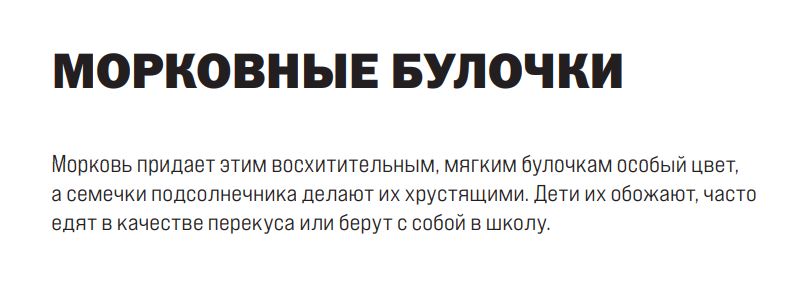 МОРКОВНЫЕ БУЛОЧКИ
Морковь придает этим восхитительным, мягким булочкам особый цвет,
а семечки подсолнечника делают их хрустящими. Дети их обожают, часто
едят в качестве перекуса или берут с собой в школу.